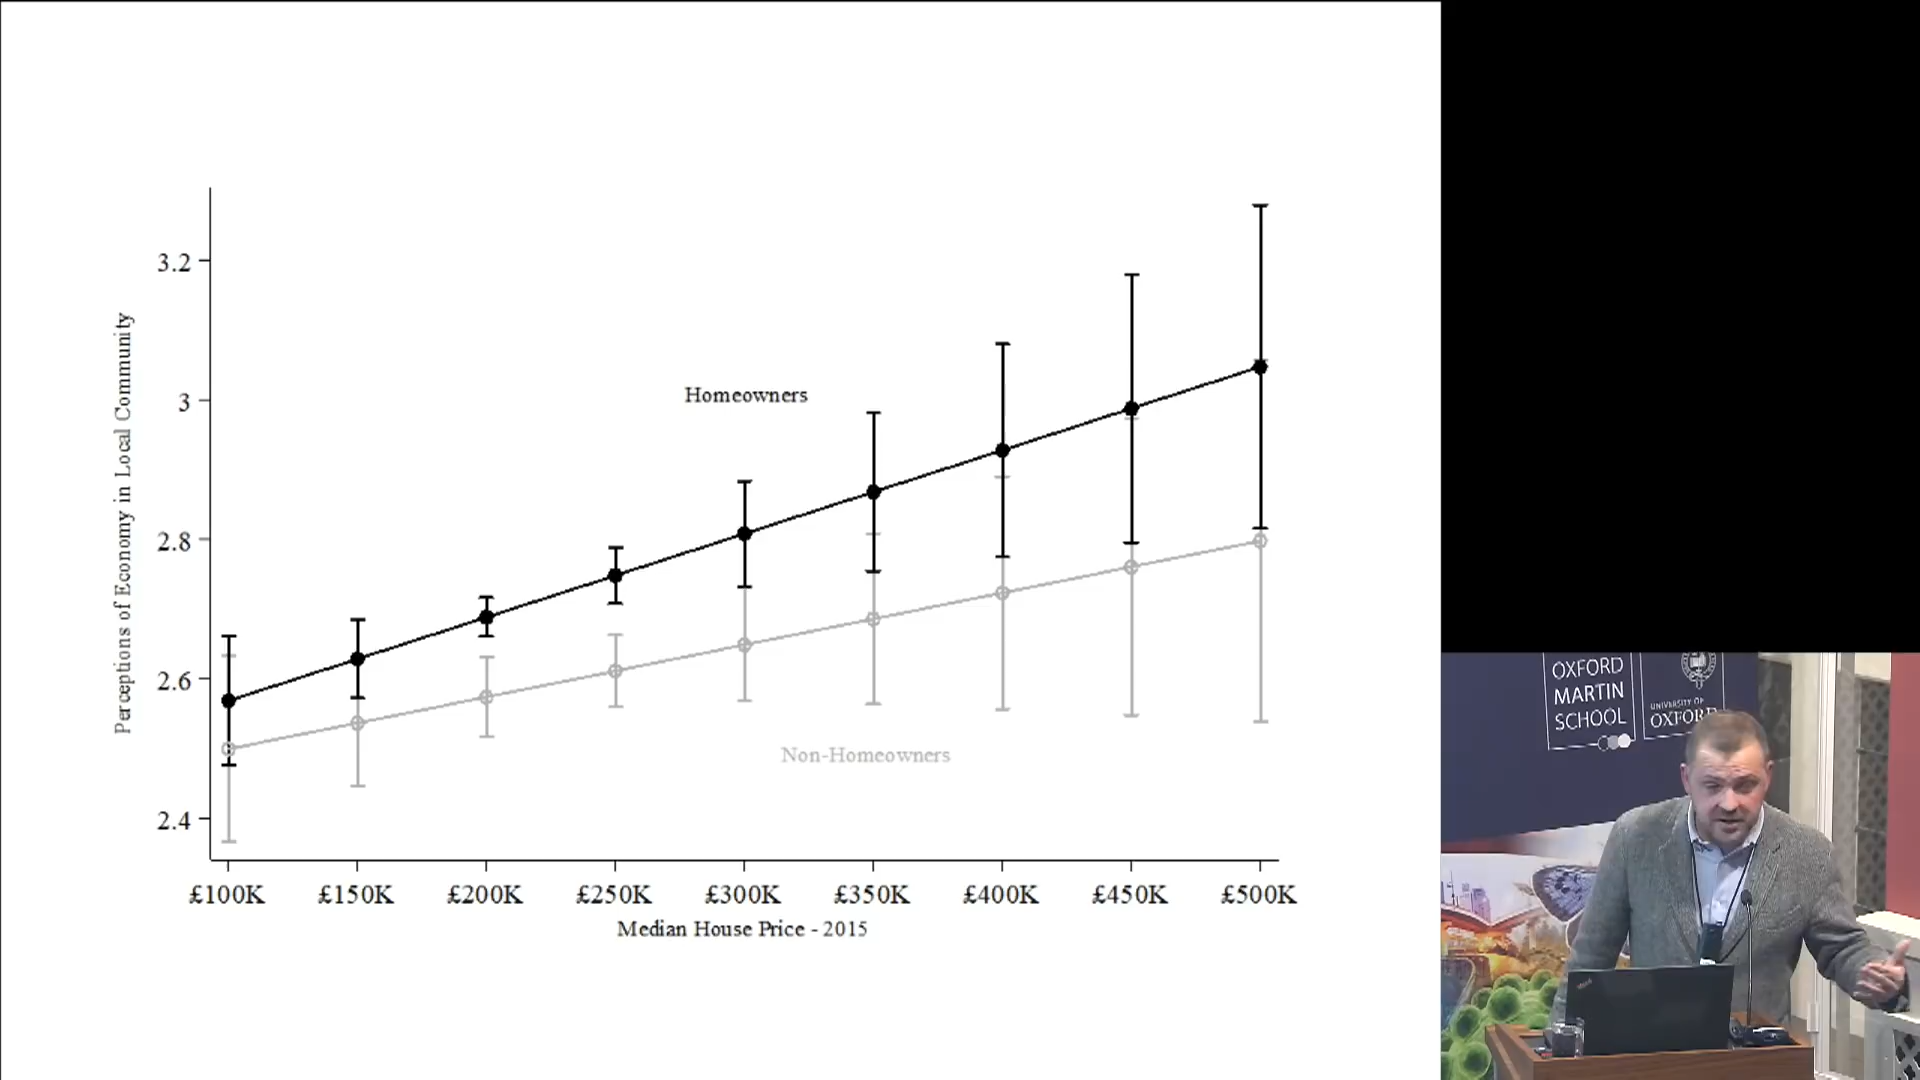 3.2
3
2.8
2.6
2.4
Perceptions of Economy in Local Community
Homeowners
Non-Homeowners
£100K £150K £200K £250K £300K £350K £400K £450K £500K
Median House Price - 2015
OXFORD
MARTIN
SCHOOL
UNIVERSITY OF
OXFORD